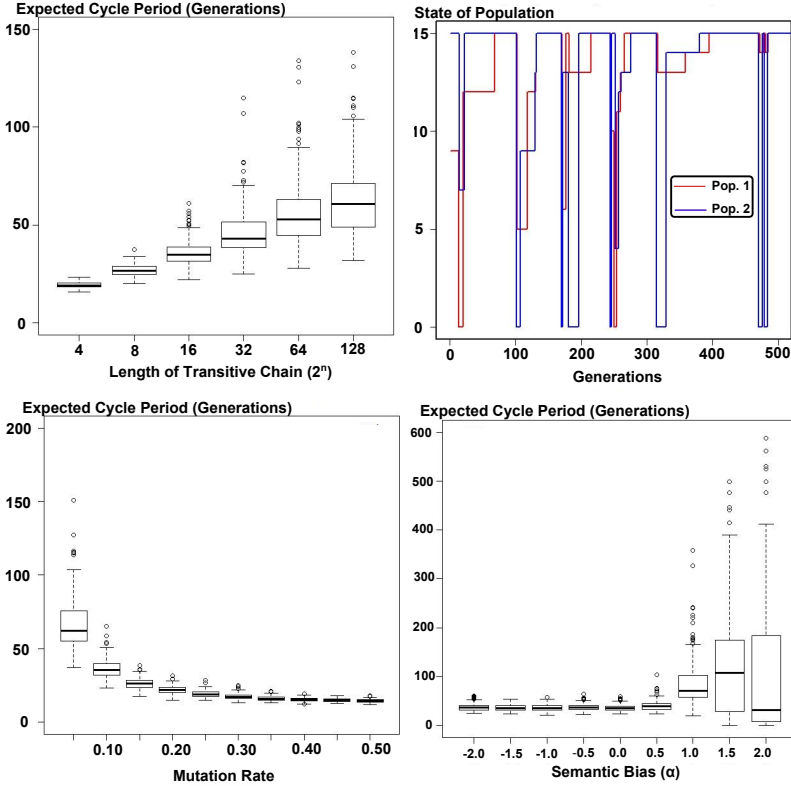 Expected Cycle Period (Generations)
150
100
50
0
4 8 16 32 64 128
Length of Transitive Chain (2ⁿ)
State of Population
15
10
5
0
Pop. 1
Pop. 2
0 100 200 300 400 500
Generations
Expected Cycle Period (Generations)
200
150
100
50
0
0.10 0.20 0.30 0.40 0.50
Mutation Rate
Expected Cycle Period (Generations)
600
500
400
300
200
100
0
-2.0 -1.5 -1.0 -0.5 0.0 0.5 1.0 1.5 2.0
Semantic Bias (α)